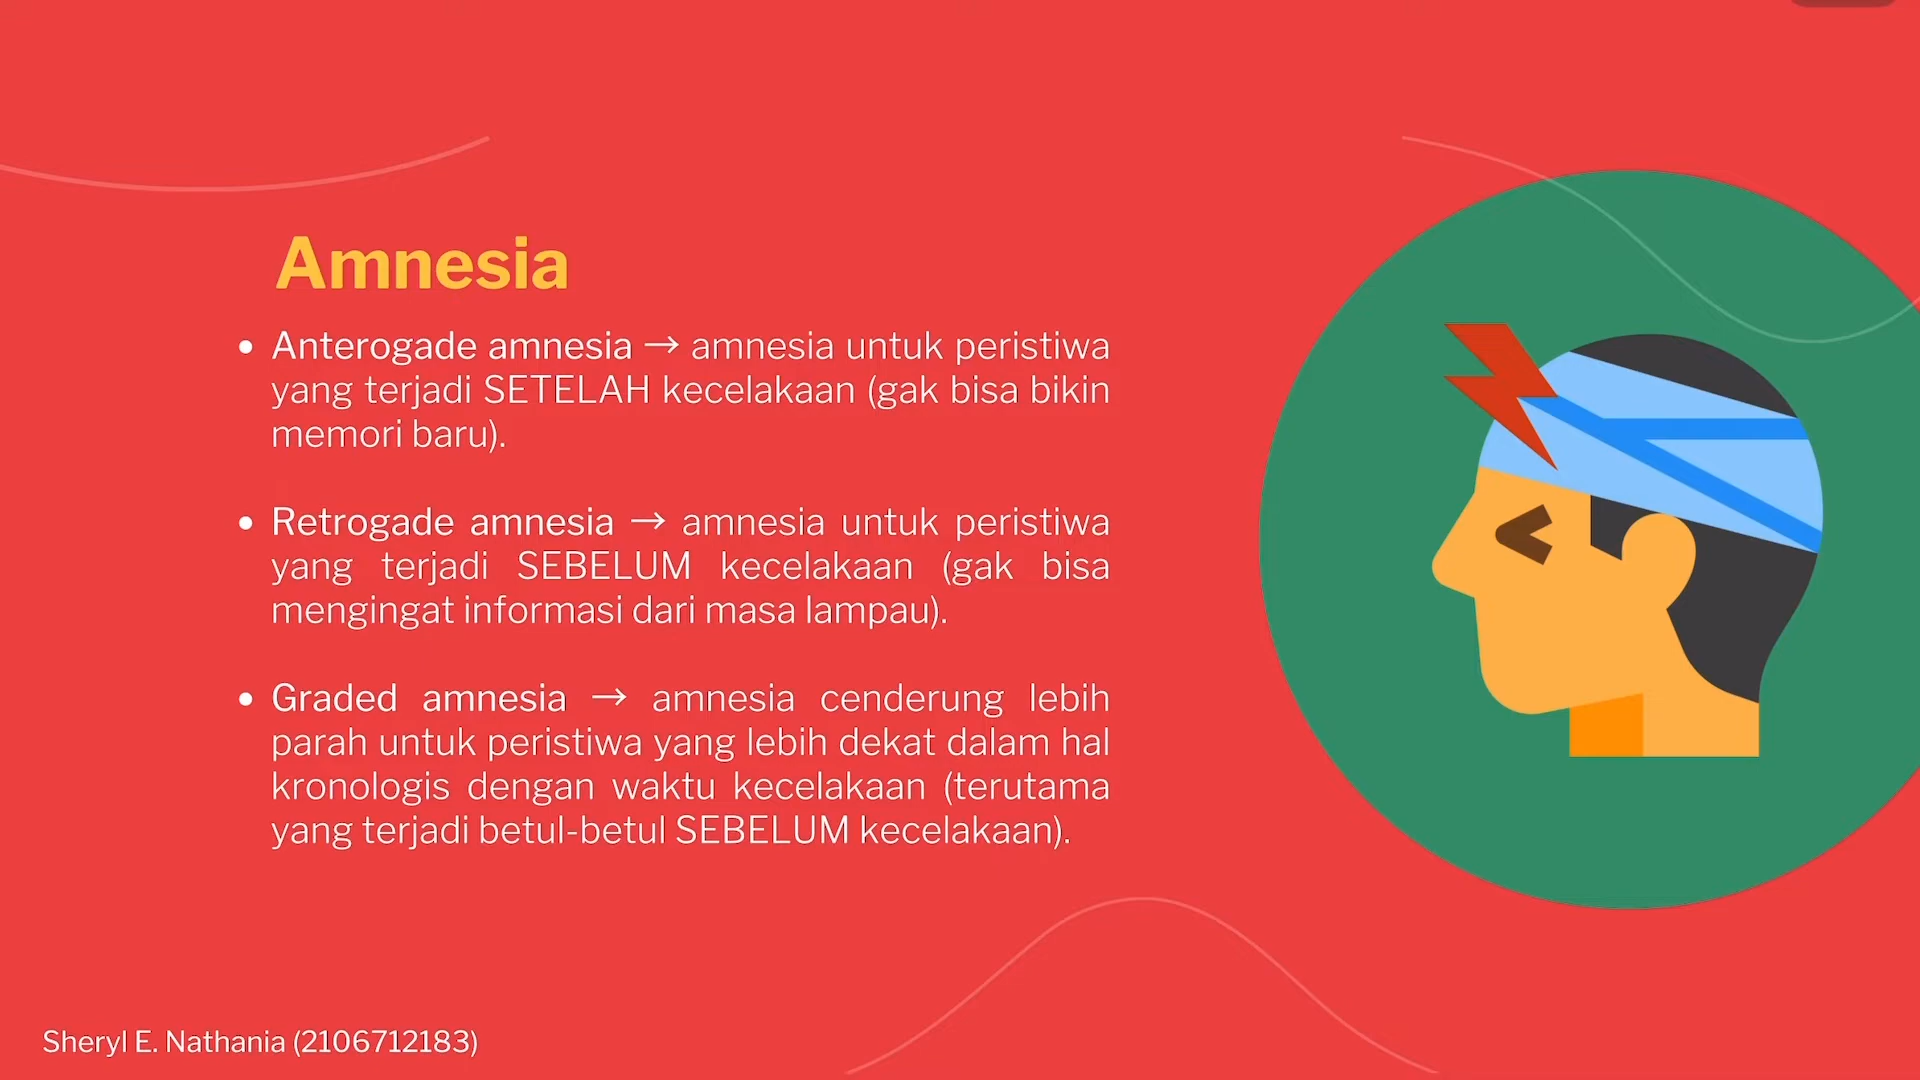 Amnesia
• Anterogade amnesia → amnesia untuk peristiwa
yang terjadi SETELAH kecelakaan (gak bisa bikin
memori baru).
• Retrogade amnesia → amnesia untuk peristiwa
yang terjadi SEBELUM kecelakaan (gak bisa
mengingat informasi dari masa lampau).
• Graded amnesia → amnesia cenderung lebih
parah untuk peristiwa yang lebih dekat dalam hal
kronologis dengan waktu kecelakaan (terutama
yang terjadi betul-betul SEBELUM kecelakaan).
Sheryl E. Nathania (2106712183)